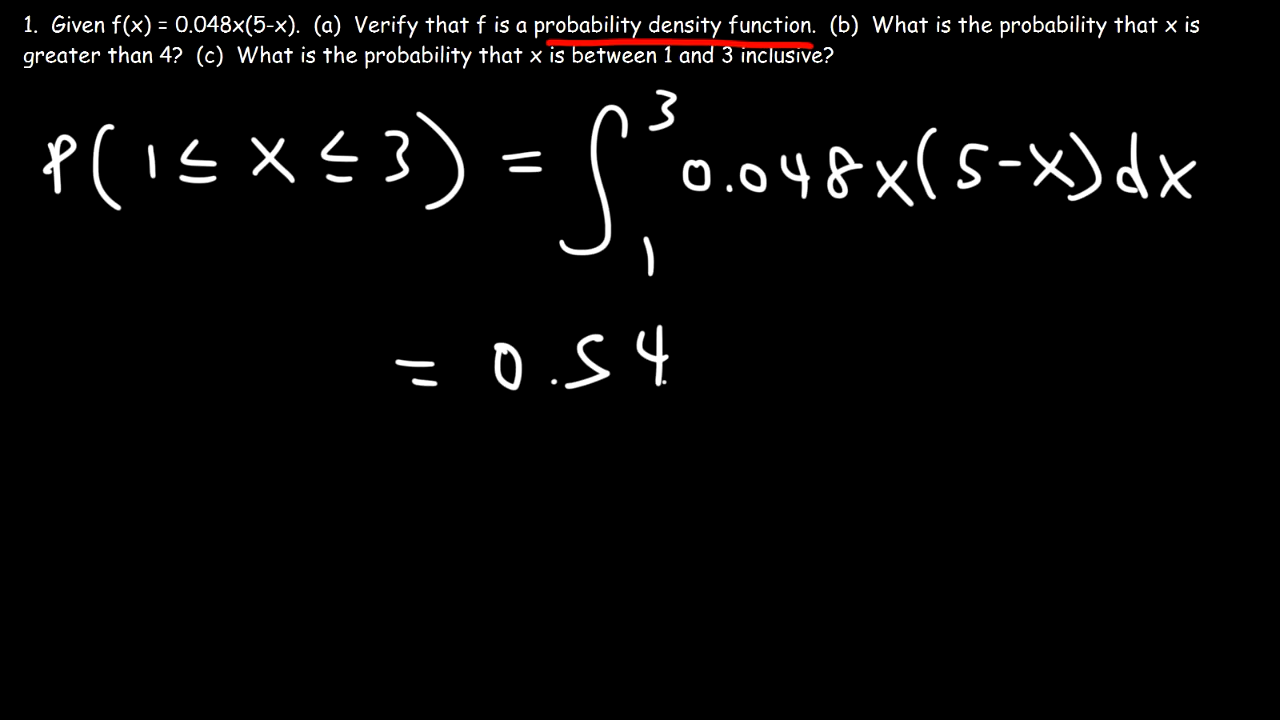 1. Given f(x) = 0.048x(5-x). (a) Verify that f is a probability density function. (b) What is the probability that x is
greater than 4? (c) What is the probability that x is between 1 and 3 inclusive?
P(1 ≤ x ≤ 3) = ∫₁³ 0.048x(5-x)dx
= 0.54